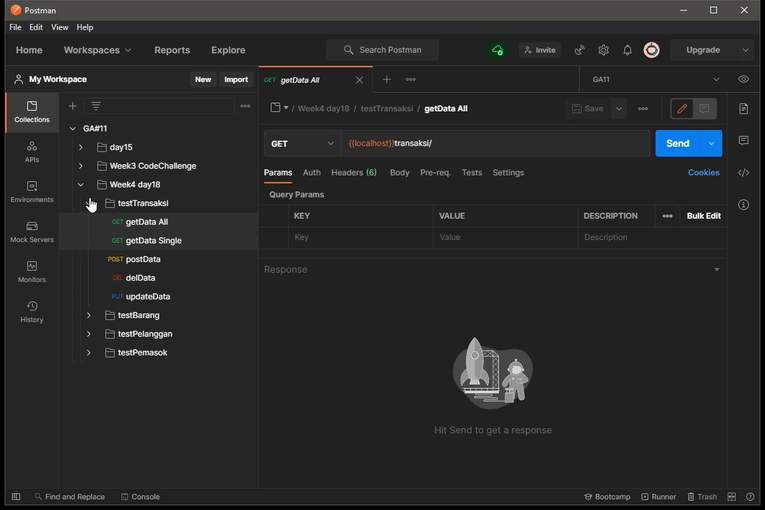 Postman
File Edit View Help
Home Workspaces Reports Explore Search Postman Invite Upgrade
My Workspace New Import
GET getData All
GA11
Collections
APIs
Environments
Mock Servers
Monitors
History
GA#11
day15
Week3 CodeChallenge
Week4 day18
testTransaksi
GET getData All
GET getData Single
POST postData
DEL delData
PUT updateData
testBarang
testPelanggan
testPemasok
/ Week4 day18 / testTransaksi / getData All Save
GET {{localhost}}transaksi/ Send
Params Auth Headers (6) Body Pre-req. Tests Settings Cookies
Query Params
KEY VALUE DESCRIPTION Bulk Edit
Key Value Description
Response
Hit Send to get a response
Find and Replace Console Bootcamp Runner Trash